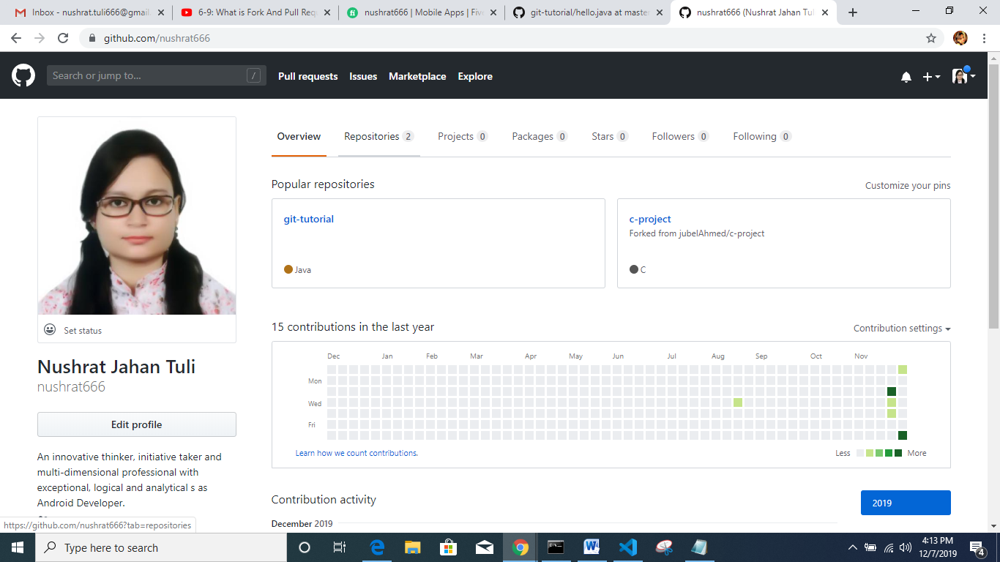 Inbox - nushrat.tuli666@gmail
6-9: What is Fork And Pull Req
nushrat666 | Mobile Apps | Five
git-tutorial/hello.java at master
nushrat666 (Nushrat Jahan Tul
github.com/nushrat666
Search or jump to...
/
Pull requests
Issues
Marketplace
Explore
Overview
Repositories 2
Projects 0
Packages 0
Stars 0
Followers 0
Following 0
Popular repositories
Customize your pins
git-tutorial
Java
c-project
Forked from jubelAhmed/c-project
C
Set status
Nushrat Jahan Tuli
nushrat666
Edit profile
An innovative thinker, initiative taker and
multi-dimensional professional with
exceptional, logical and analytical s as
Android Developer.
15 contributions in the last year
Contribution settings
Dec Jan Feb Mar Apr May Jun Jul Aug Sep Oct Nov
Mon
Wed
Fri
Learn how we count contributions.
Less
More
Contribution activity
2019
December 2019
https://github.com/nushrat666?tab=repositories
Type here to search
4:13 PM
12/7/2019
4